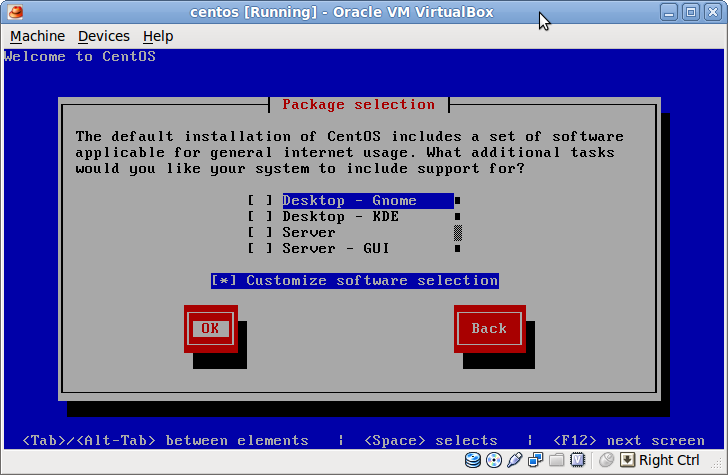 centos [Running] - Oracle VM VirtualBox
Machine Devices Help
Welcome to CentOS
Package selection
The default installation of CentOS includes a set of software
applicable for general internet usage. What additional tasks
would you like your system to include support for?
[ ] Desktop - Gnome
[ ] Desktop - KDE
[ ] Server
[ ] Server - GUI
[*] Customize software selection
OK Back
<Tab>/<Alt-Tab> between elements | <Space> selects | <F12> next screen
Right Ctrl